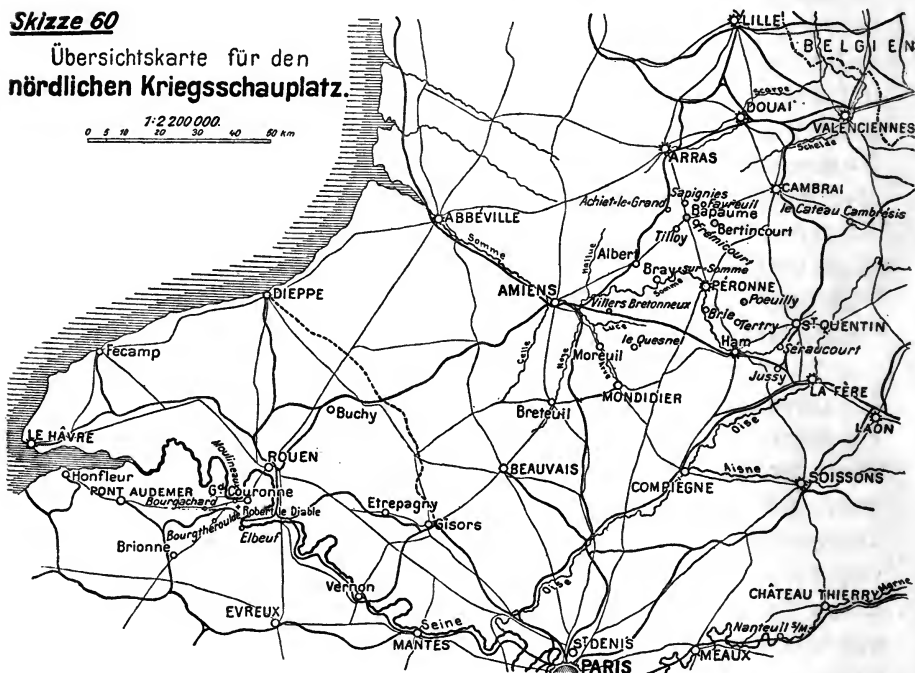 Skizze 60
Übersichtskarte für den
nördlichen Kriegsschauplatz.
1:2 200 000.
0 5 10 20 30 40 50 km
LILLE
BELGIEN
Scarpe
DOUAI
VALENCIENNES
Schelde
ARRAS
CAMBRAI
Sapignies
Favreuil
Achiet-le-Grand
Bapaume
le Cateau Cambrésis
ABBÉVILLE
Frémicourt
Bertincourt
Tilloy
Somme
Hallue
Albert
Bray-sur-Somme
Somme
PÉRONNE
DIEPPE
AMIENS
Villers Bretonneux
Poeuilly
Brie
Tertry
ST QUENTIN
Luce
le Quesnel
Ham
Seraucourt
Fecamp
Celle
Noye
Moreuil
Jussy
MONDIDIER
LA FÈRE
Buchy
Breteuil
Oise
LAON
LE HÂVRE
Moulineaux
ROUEN
BEAUVAIS
Aisne
Honfleur
COMPIÈGNE
SOISSONS
Gd Couronne
PONT AUDEMER
Bourgachard
Robert le Diable
Etrepagny
Bourgtheroulde
Gisors
Elbeuf
Brionne
Oise
Vernon
CHÂTEAU THIERRY
Marne
EVREUX
Seine
Nanteuil S/M.
MANTES
ST DENIS
MEAUX
PARIS